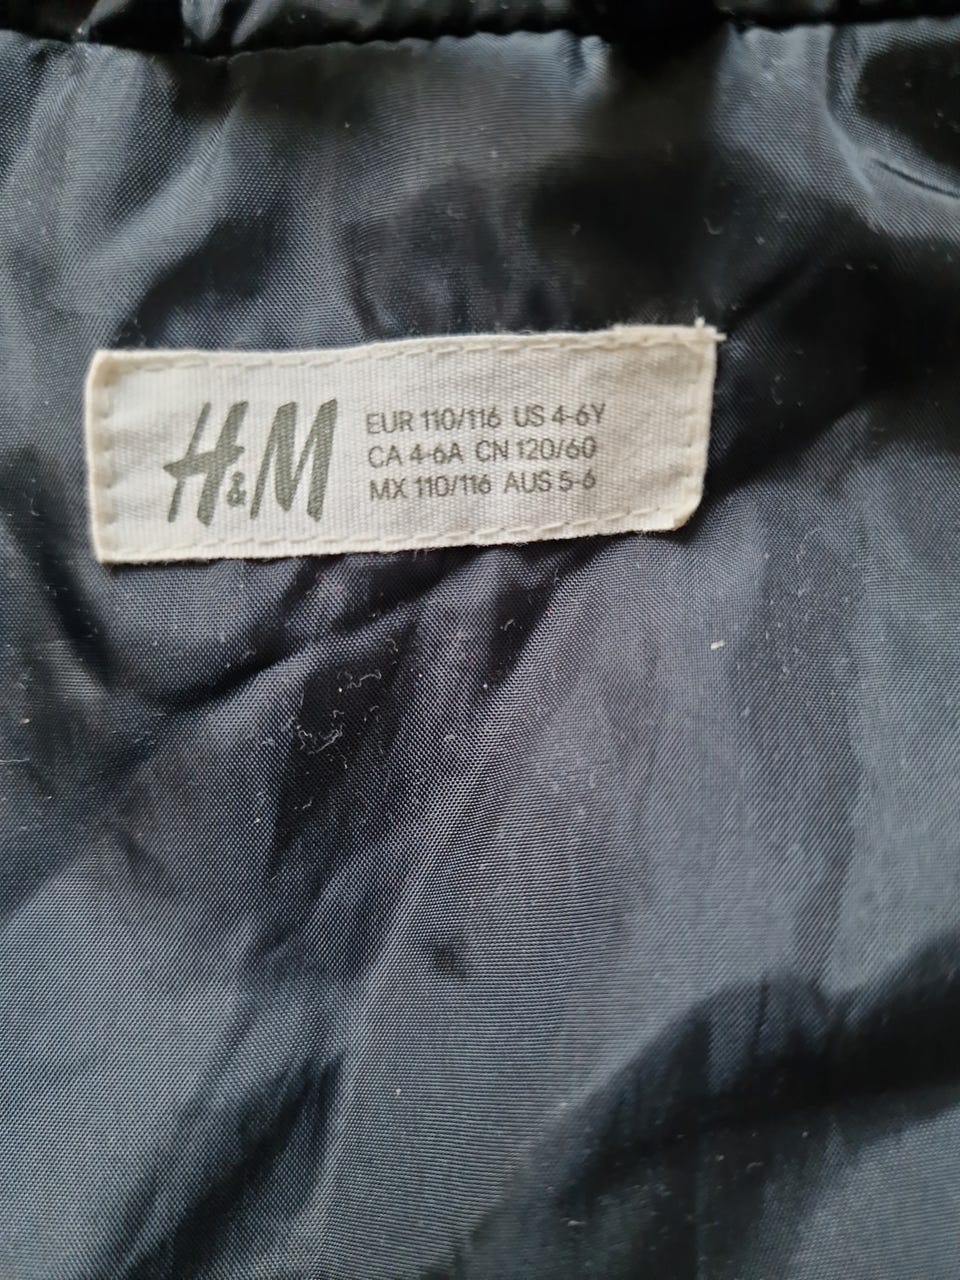 H&M
EUR 110/116 US 4-6Y
CA 4-6A CN 120/60
MX 110/116 AUS 5-6